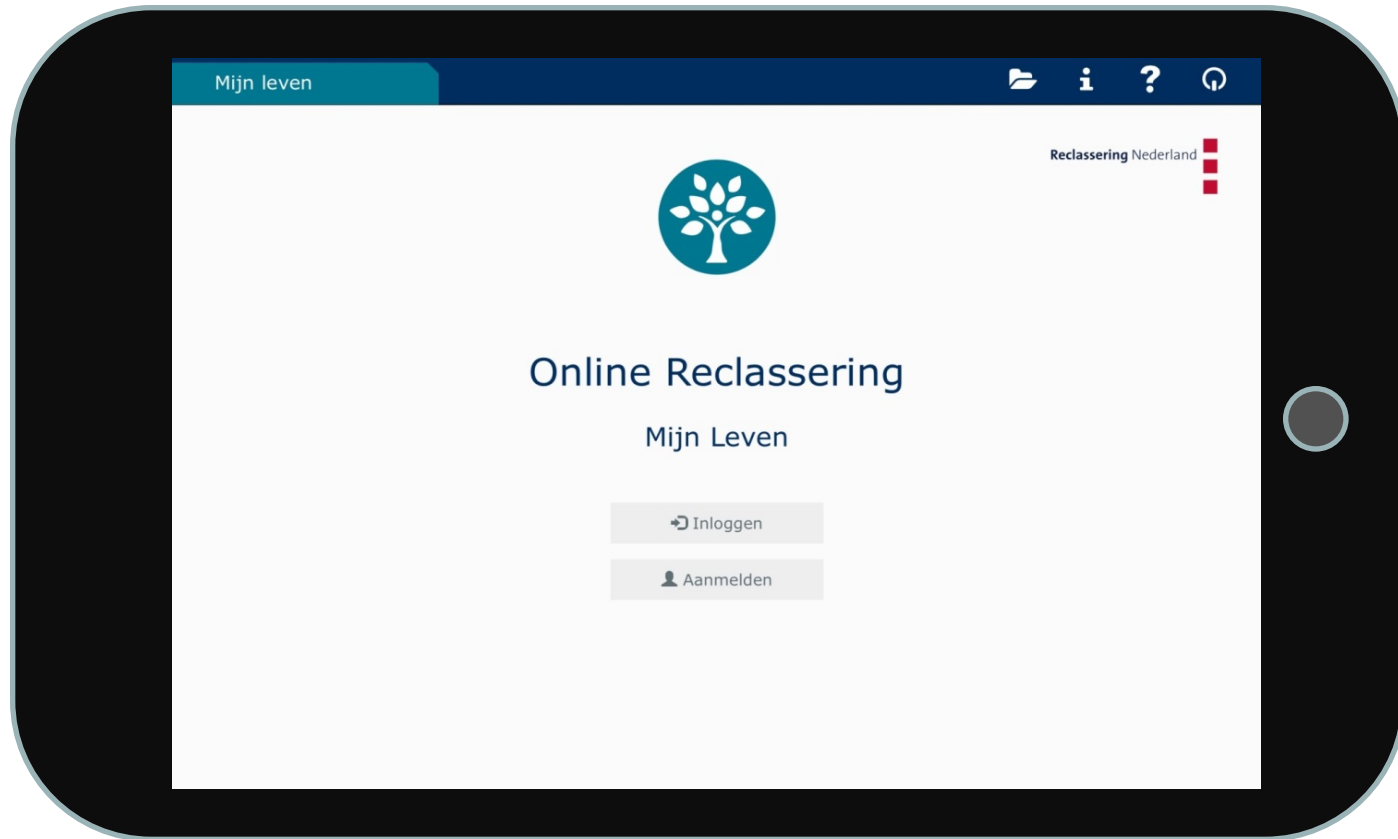 Mijn leven
Reclassering Nederland
Online Reclassering
Mijn Leven
Inloggen
Aanmelden